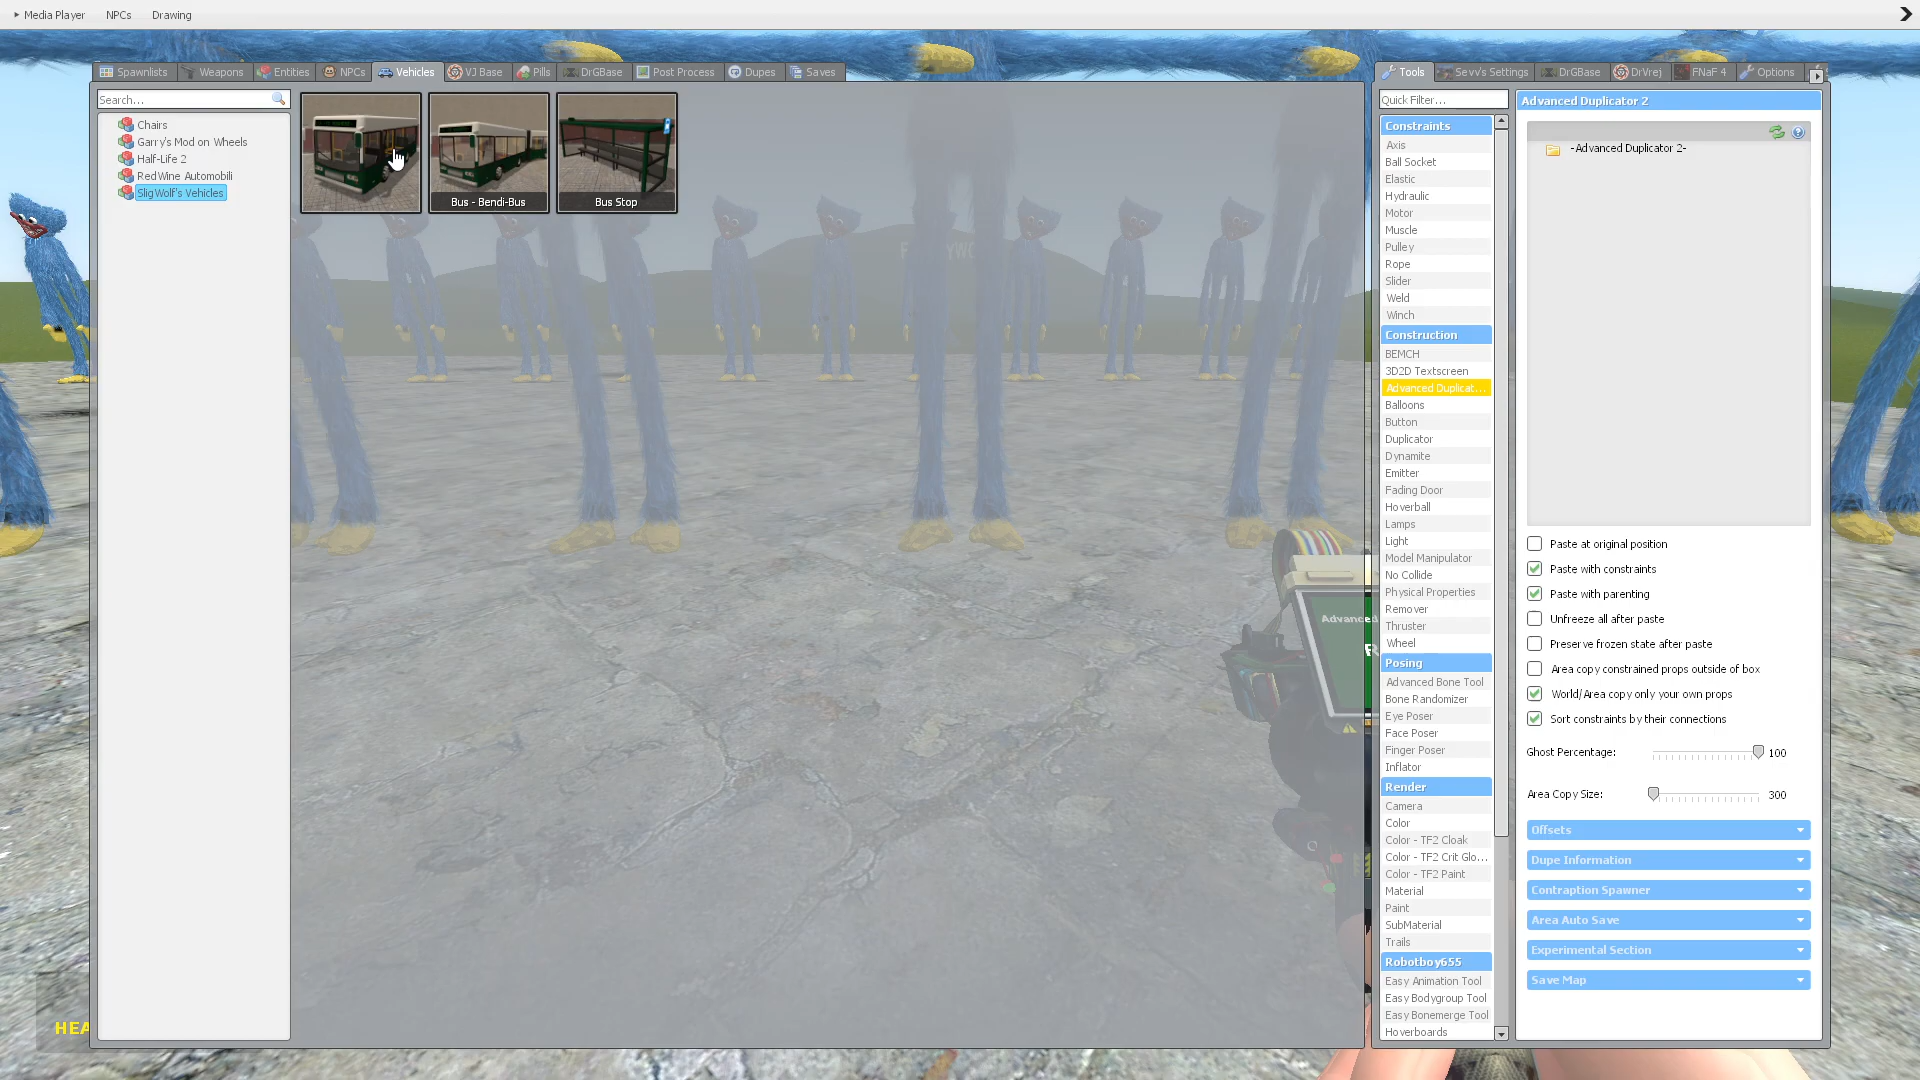 Media Player NPCs Drawing
Spawnlists Weapons Entities NPCs Vehicles VJ Base Pills DrGBase Post Process Dupes Saves
Search...
Chairs
Garry's Mod on Wheels
Half-Life 2
RedWine Automobili
SligWolf's Vehicles
Bus - Bendi-Bus
Bus Stop
HEA
Advanced
Tools Sevv's Settings DrGBase DrVrej FNaF 4 Options
Quick Filter...
Constraints
Axis
Ball Socket
Elastic
Hydraulic
Motor
Muscle
Pulley
Rope
Slider
Weld
Winch
Construction
BEMCH
3D2D Textscreen
Advanced Duplicat...
Balloons
Button
Duplicator
Dynamite
Emitter
Fading Door
Hoverball
Lamps
Light
Model Manipulator
No Collide
Physical Properties
Remover
Thruster
Wheel
Posing
Advanced Bone Tool
Bone Randomizer
Eye Poser
Face Poser
Finger Poser
Inflator
Render
Camera
Color
Color - TF2 Cloak
Color - TF2 Crit Glo...
Color - TF2 Paint
Material
Paint
SubMaterial
Trails
Robotboy655
Easy Animation Tool
Easy Bodygroup Tool
Easy Bonemerge Tool
Hoverboards
Advanced Duplicator 2
-Advanced Duplicator 2-
Paste at original position
Paste with constraints
Paste with parenting
Unfreeze all after paste
Preserve frozen state after paste
Area copy constrained props outside of box
World/Area copy only your own props
Sort constraints by their connections
Ghost Percentage: 100
Area Copy Size: 300
Offsets
Dupe Information
Contraption Spawner
Area Auto Save
Experimental Section
Save Map